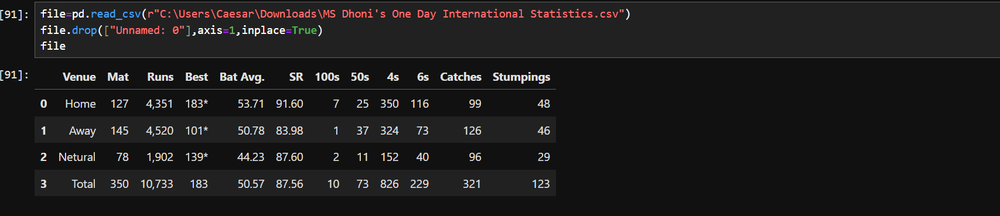 [91]: file=pd.read_csv(r"C:\Users\Caesar\Downloads\MS Dhoni's One Day International Statistics.csv")
file.drop(["Unnamed: 0"],axis=1,inplace=True)
file
[91]: Venue Mat Runs Best Bat Avg. SR 100s 50s 4s 6s Catches Stumpings
0 Home 127 4,351 183* 53.71 91.60 7 25 350 116 99 48
1 Away 145 4,520 101* 50.78 83.98 1 37 324 73 126 46
2 Netural 78 1,902 139* 44.23 87.60 2 11 152 40 96 29
3 Total 350 10,733 183 50.57 87.56 10 73 826 229 321 123